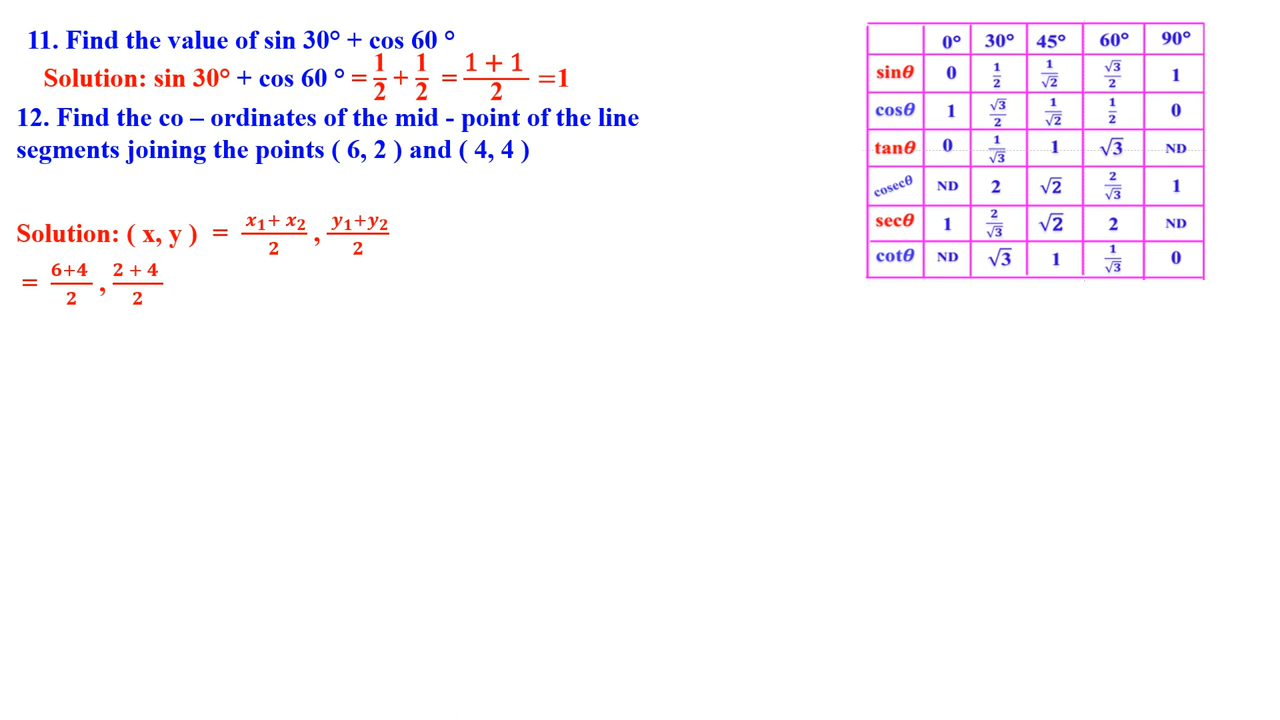 11. Find the value of sin 30° + cos 60 °
Solution: sin 30° + cos 60 ° = 1/2 + 1/2 = (1 + 1)/2 =1
12. Find the co – ordinates of the mid - point of the line
segments joining the points ( 6, 2 ) and ( 4, 4 )
Solution: ( x, y ) = (x₁+ x₂)/2 , (y₁+y₂)/2
= (6+4)/2 , (2 + 4)/2
0° 30° 45° 60° 90°
sinθ 0 1/2 1/√2 √3/2 1
cosθ 1 √3/2 1/√2 1/2 0
tanθ 0 1/√3 1 √3 ND
cosecθ ND 2 √2 2/√3 1
secθ 1 2/√3 √2 2 ND
cotθ ND √3 1 1/√3 0